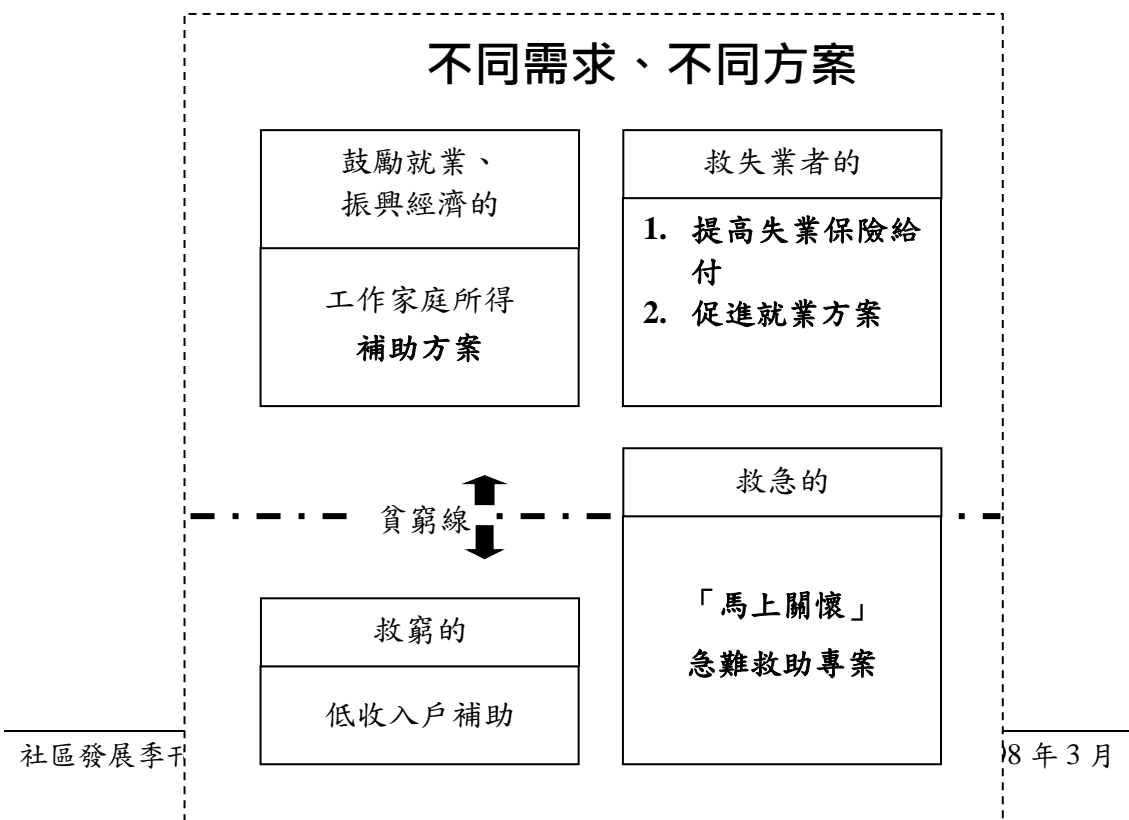 不同需求、不同方案
鼓勵就業、
振興經濟的
工作家庭所得
補助方案
救失業者的
1. 提高失業保險給
付
2. 促進就業方案
貧窮線
救急的
「馬上關懷」
急難救助專案
救窮的
低收入戶補助
社區發展季刊
8 年 3 月